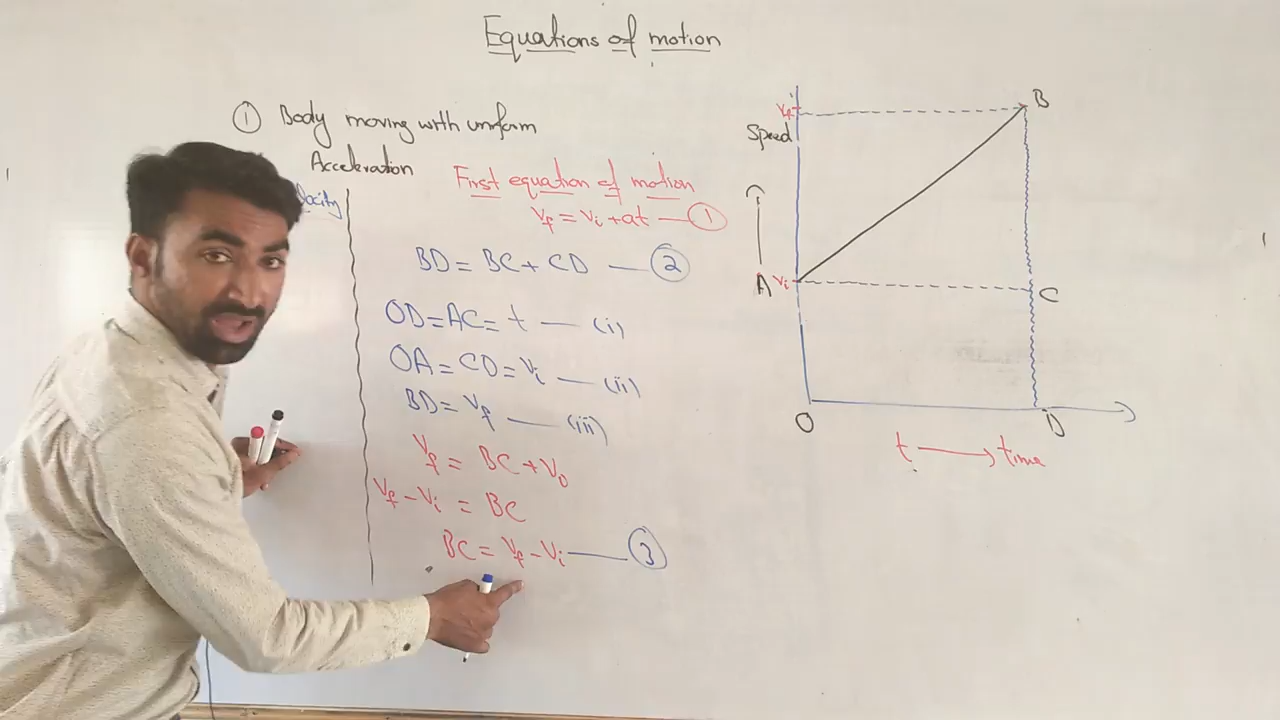 Equations of motion
① Body moving with uniform
Acceleration
First equation of motion
Vf = Vi + at — ①
BD = BC + CD — ②
OD = AC = t — (i)
OA = CD = Vi — (ii)
BD = Vf — (iii)
Vf = BC + V0
Vf - Vi = BC
BC = Vf - Vi — ③
Vf
B
Speed
A Vi
C
O
D
t → time